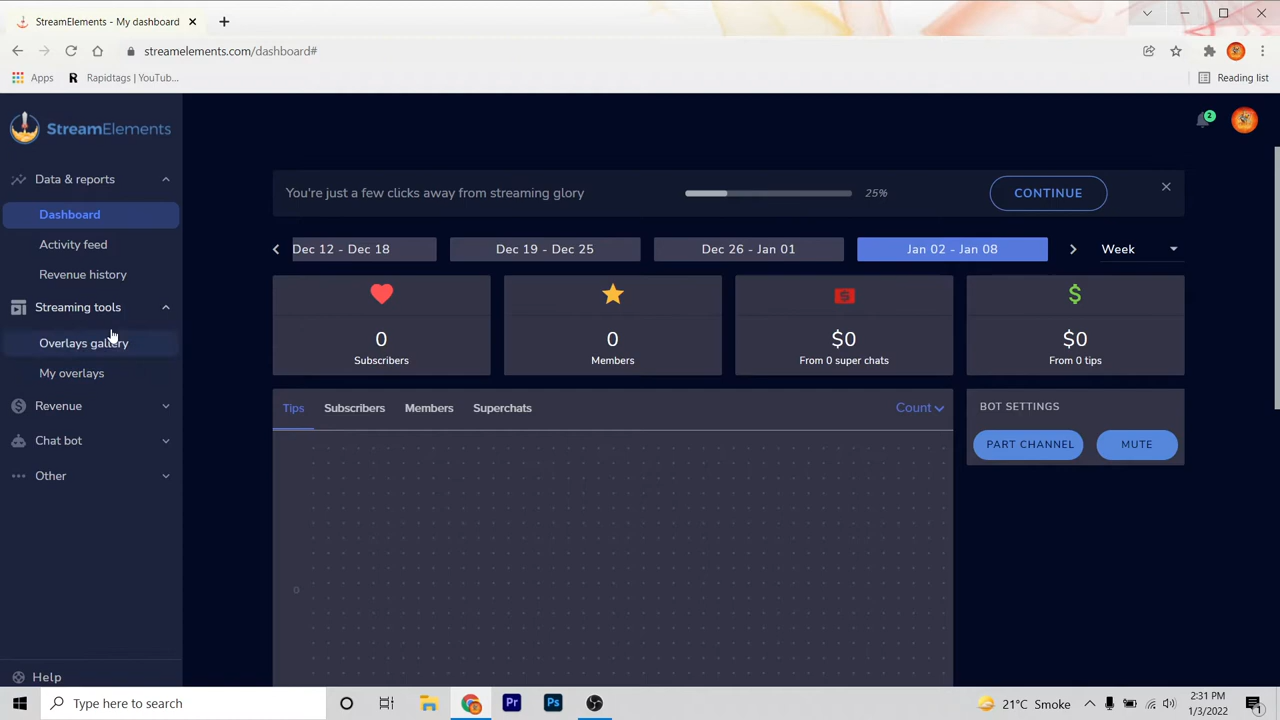 StreamElements - My dashboard
streamelements.com/dashboard#
Apps
R Rapidtags | YouTub...
Reading list
StreamElements
2
Data & reports
Dashboard
Activity feed
Revenue history
Streaming tools
Overlays gallery
My overlays
Revenue
Chat bot
Other
Help
You're just a few clicks away from streaming glory
25%
CONTINUE
Dec 12 - Dec 18
Dec 19 - Dec 25
Dec 26 - Jan 01
Jan 02 - Jan 08
Week
0
Subscribers
0
Members
$
$0
From 0 super chats
$
$0
From 0 tips
Tips
Subscribers
Members
Superchats
Count
0
BOT SETTINGS
PART CHANNEL
MUTE
Type here to search
Pr
Ps
21°C Smoke
2:31 PM
1/3/2022
1